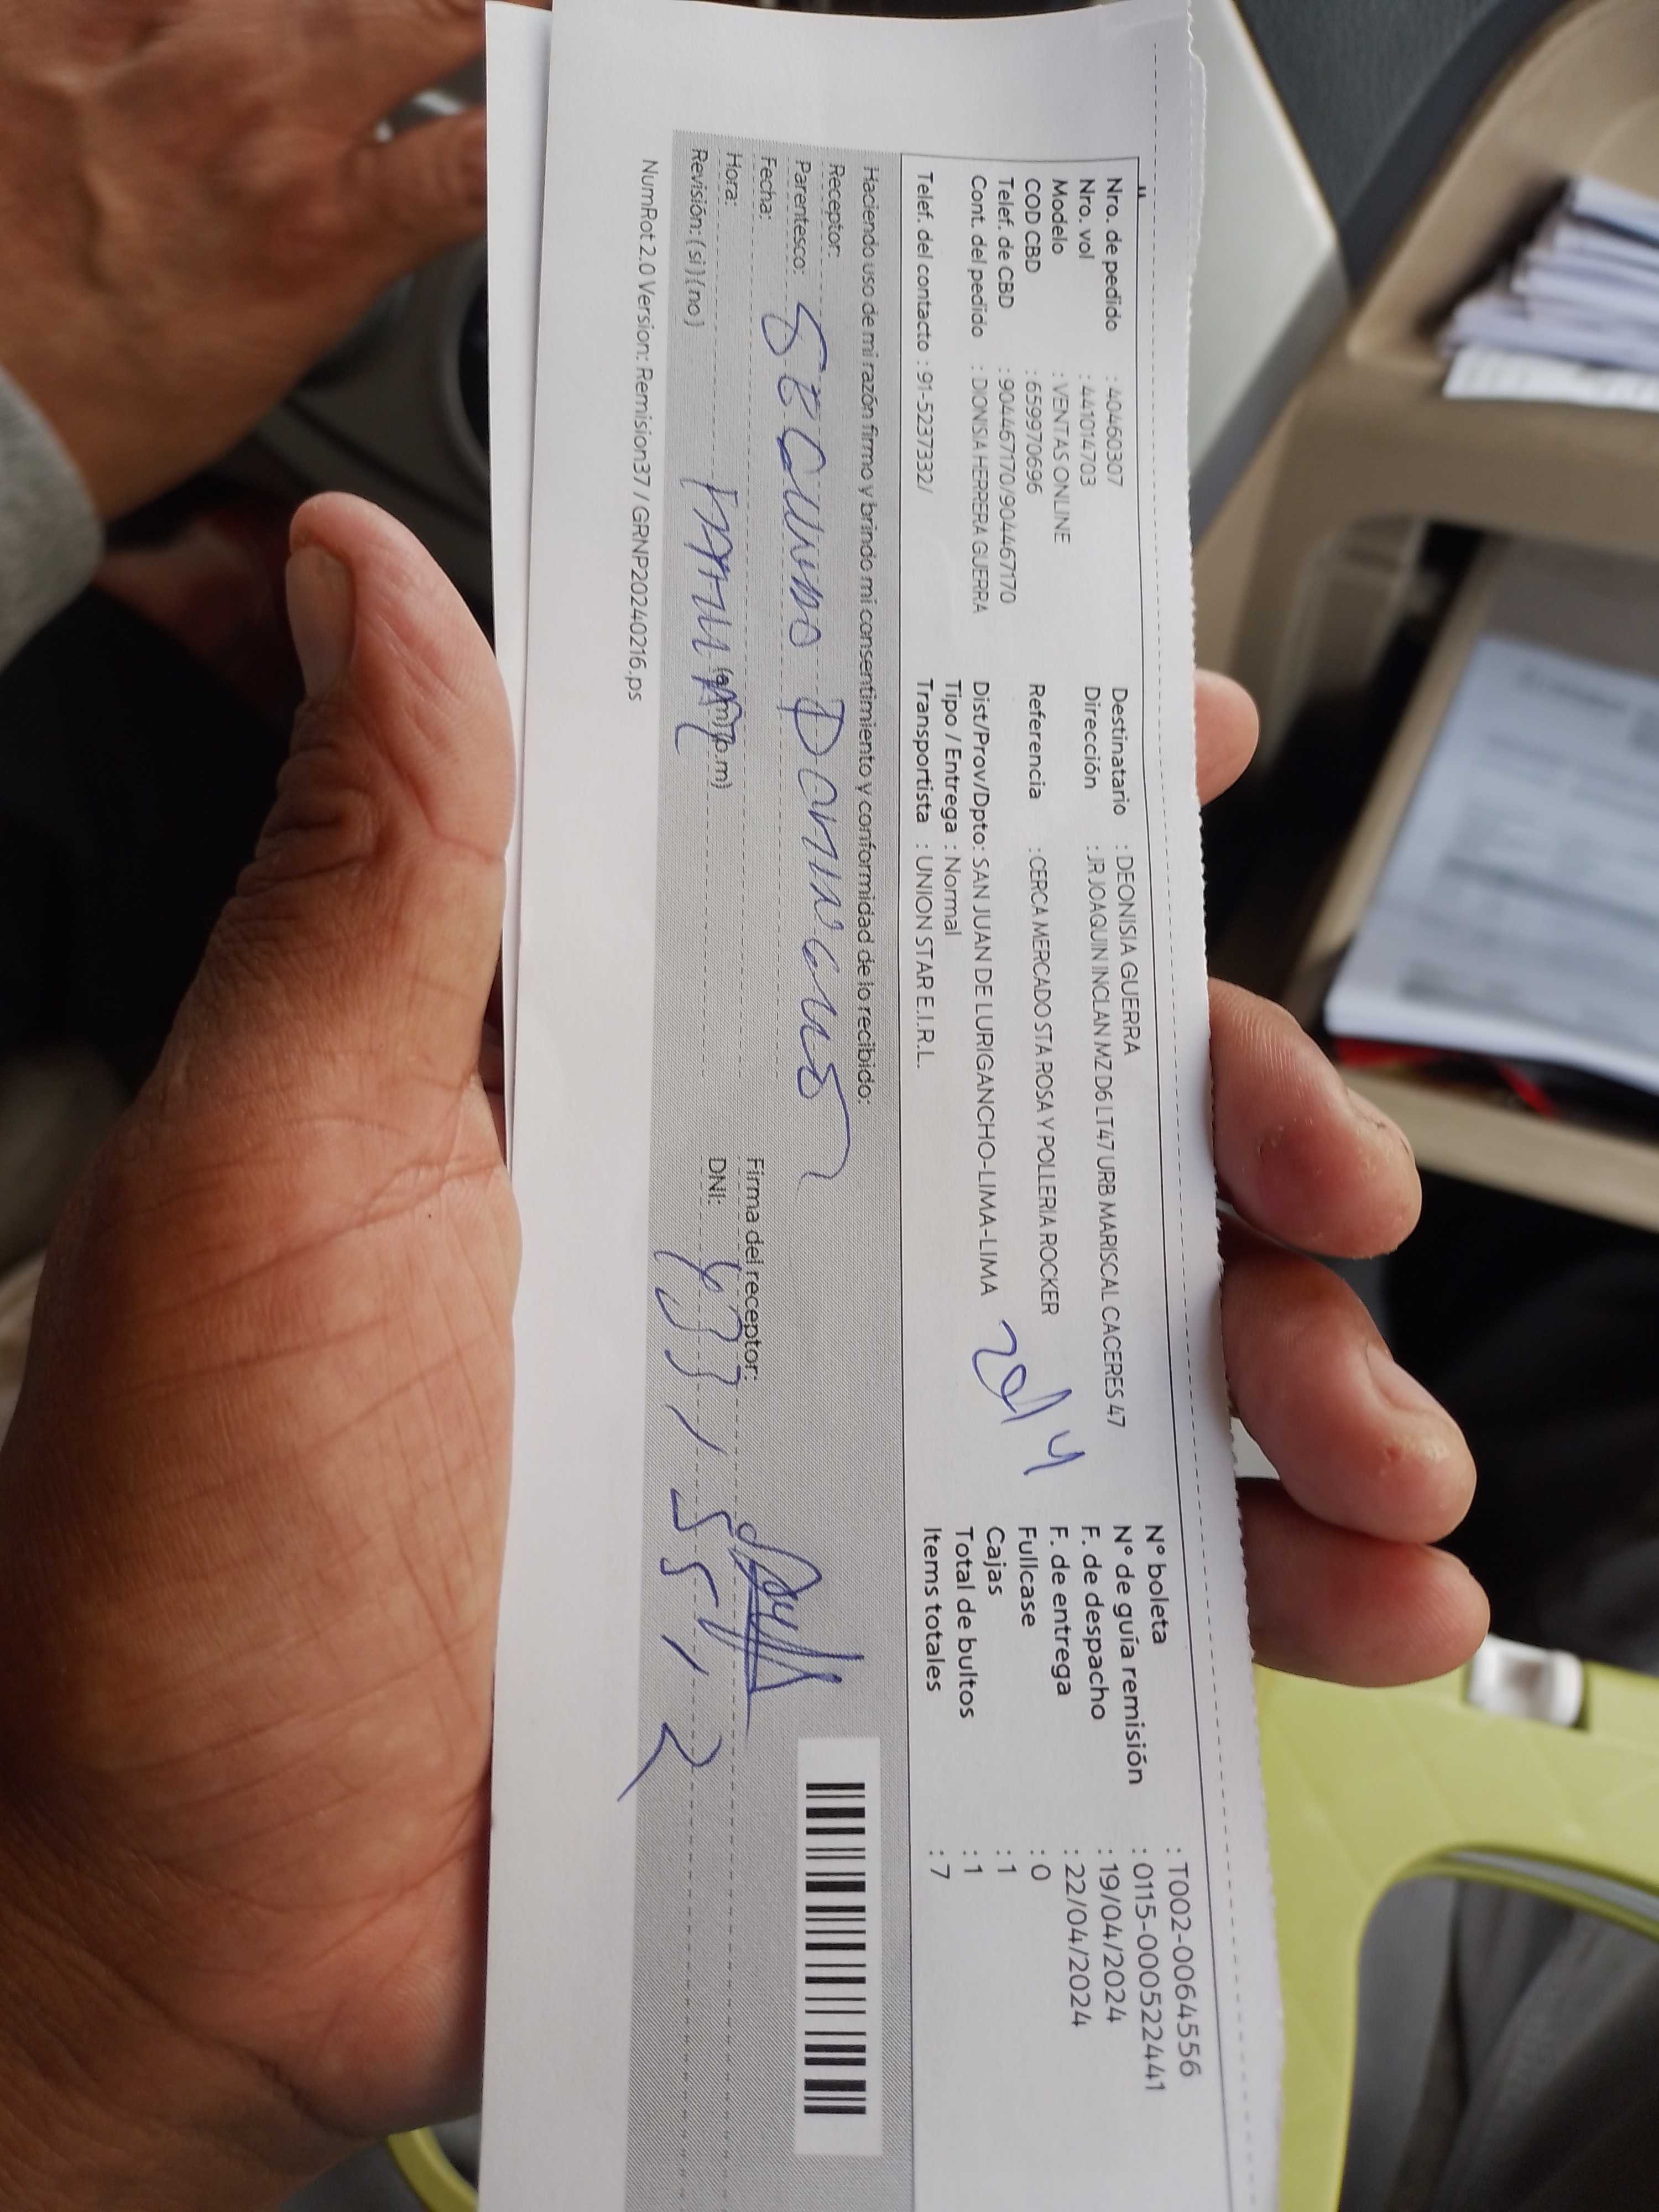 Nro. de pedido : 40460307
Nro. vol : 441014703
Modelo : VENTAS ONLINE
COD CBD : 659970696
Telef. de CBD : 904467170/904467170
Cont. del pedido : DIONISIA HERRERA GUERRA
Telef. del contacto : 91-5237332/
Destinatario : DEONISIA GUERRA
Dirección : JR JOAQUIN INCLAN MZ D6 LT47 URB MARISCAL CACERES 47
Referencia : CERCA MERCADO STA ROSA Y POLLERIA ROCKER
Dist/Prov/Dpto: SAN JUAN DE LURIGANCHO-LIMA-LIMA
Tipo / Entrega : Normal
Transportista : UNION STAR E.I.R.L.
N° boleta : T002-0064556
N° de guía remisión : 0115-000522441
F. de despacho : 19/04/2024
F. de entrega : 22/04/2024
Fullcase : 0
Cajas : 1
Total de bultos : 1
Items totales : 7
Haciendo uso de mi razón firmo y brindo mi consentimiento y conformidad de lo recibido:
Receptor:
Parentesco:
Fecha:
Hora: (a.m)(p.m)
Revisión: ( si ) ( no )
Firma del receptor:
DNI:
NumRot 2.0 Version: Remision37 / GRNP20240216.ps